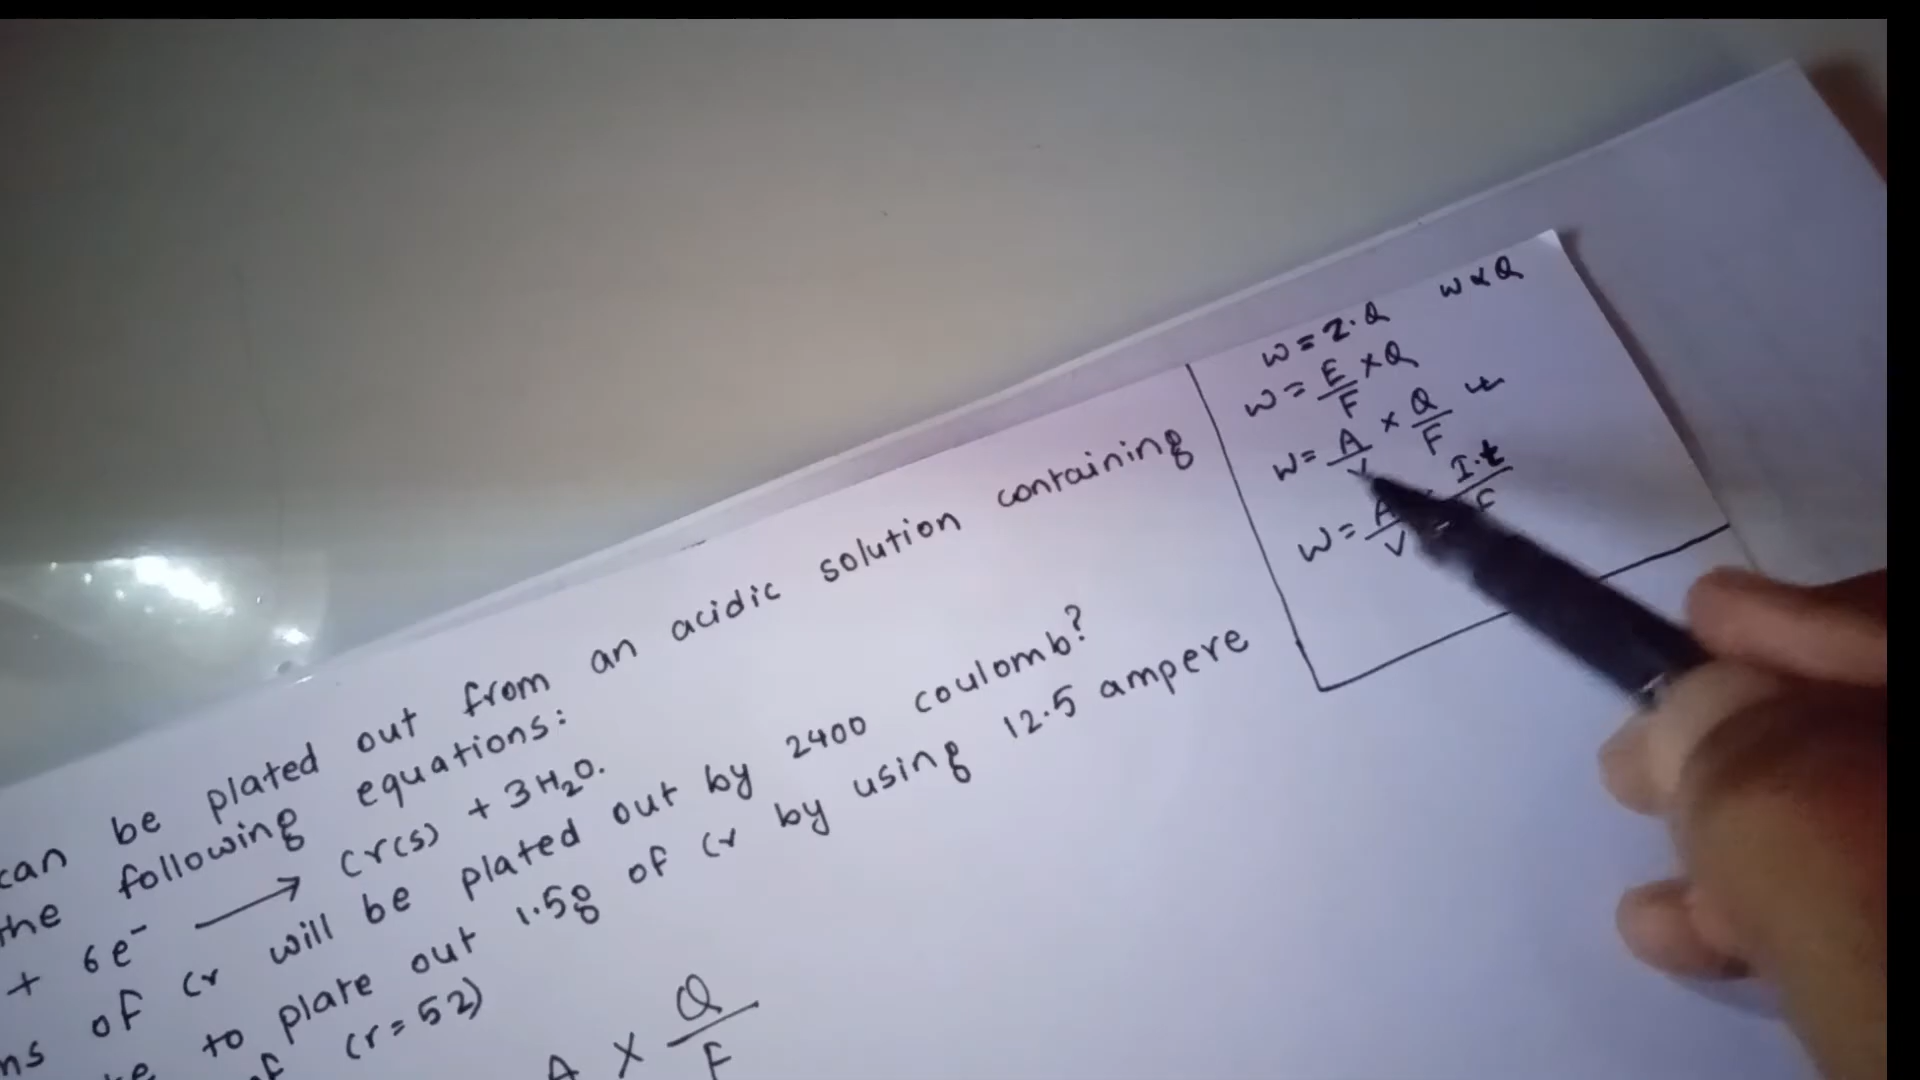 can be plated out from an acidic solution containing
the following equations:
+ 6e⁻ → Cr(s) + 3H₂O.
of Cr will be plated out by 2400 coulomb?
to plate out 1.5g of Cr by using 12.5 ampere
Cr = 52)
A × Q/F
W = Z·Q W ∝ Q
W = E/F × Q
W = A/V × Q/F
W = A/V I·t/F